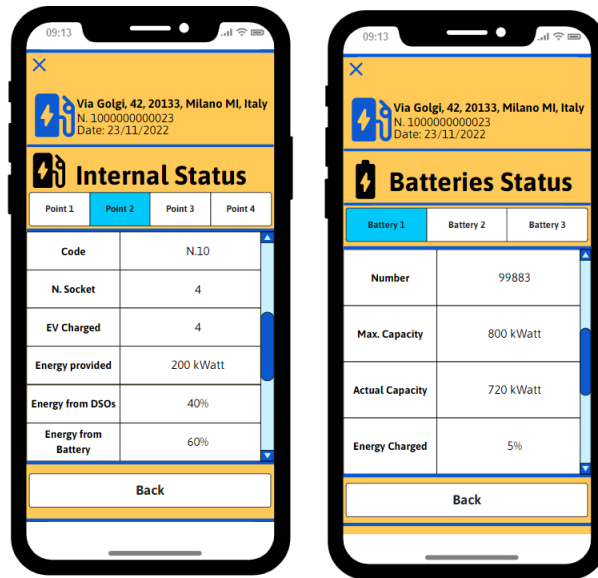 09:13
Via Golgi, 42, 20133, Milano MI, Italy
N. 1000000000023
Date: 23/11/2022
Internal Status
Point 1 Point 2 Point 3 Point 4
Code N.10
N. Socket 4
EV Charged 4
Energy provided 200 kWatt
Energy from DSOs 40%
Energy from
Battery 60%
Back
09:13
Via Golgi, 42, 20133, Milano MI, Italy
N. 1000000000023
Date: 23/11/2022
Batteries Status
Battery 1 Battery 2 Battery 3
Number 99883
Max. Capacity 800 kWatt
Actual Capacity 720 kWatt
Energy Charged 5%
Back